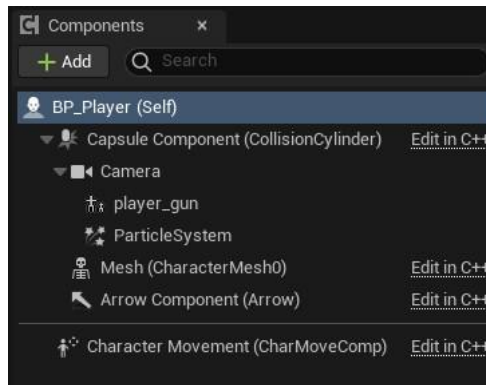 Components ×
+ Add Search
BP_Player (Self)
Capsule Component (CollisionCylinder) Edit in C++
Camera
player_gun
ParticleSystem
Mesh (CharacterMesh0) Edit in C++
Arrow Component (Arrow) Edit in C++
Character Movement (CharMoveComp) Edit in C++